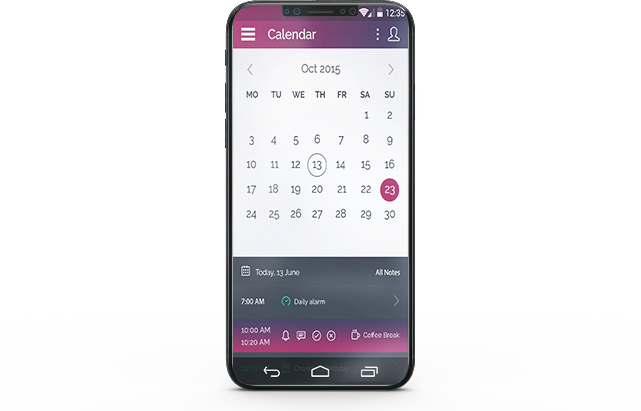 12:35
Calendar
Oct 2015
MO TU WE TH FR SA SU
1 2
3 4 5 6 7 8 9
10 11 12 13 14 15 16
17 18 19 20 21 22 23
24 25 26 27 28 29 30
Today, 13 June All Notes
7:00 AM Daily alarm
10:00 AM
10:20 AM Coffee Break